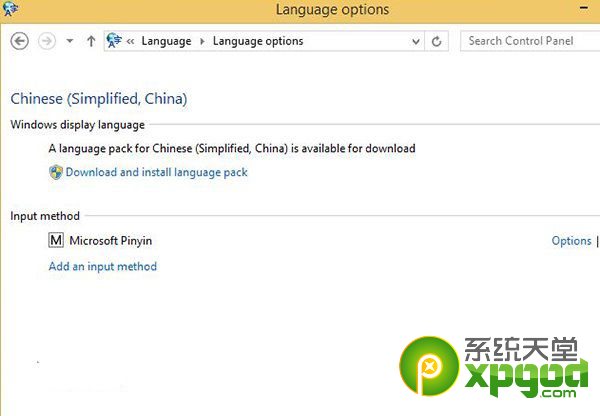 Language options
Language Language options
Search Control Panel
Chinese (Simplified, China)
Windows display language
A language pack for Chinese (Simplified, China) is available for download
Download and install language pack
Input method
M Microsoft Pinyin
Options |
Add an input method
系统天堂
xpgod
.com